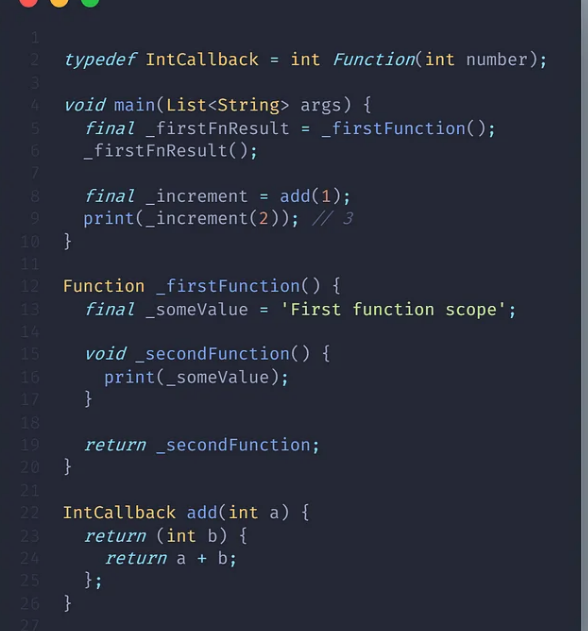 1
2 typedef IntCallback = int Function(int number);
3
4 void main(List<String> args) {
5   final _firstFnResult = _firstFunction();
6   _firstFnResult();
7
8   final _increment = add(1);
9   print(_increment(2)); // 3
10 }
11
12 Function _firstFunction() {
13   final _someValue = 'First function scope';
14
15   void _secondFunction() {
16     print(_someValue);
17   }
18
19   return _secondFunction;
20 }
21
22 IntCallback add(int a) {
23   return (int b) {
24     return a + b;
25   };
26 }
27